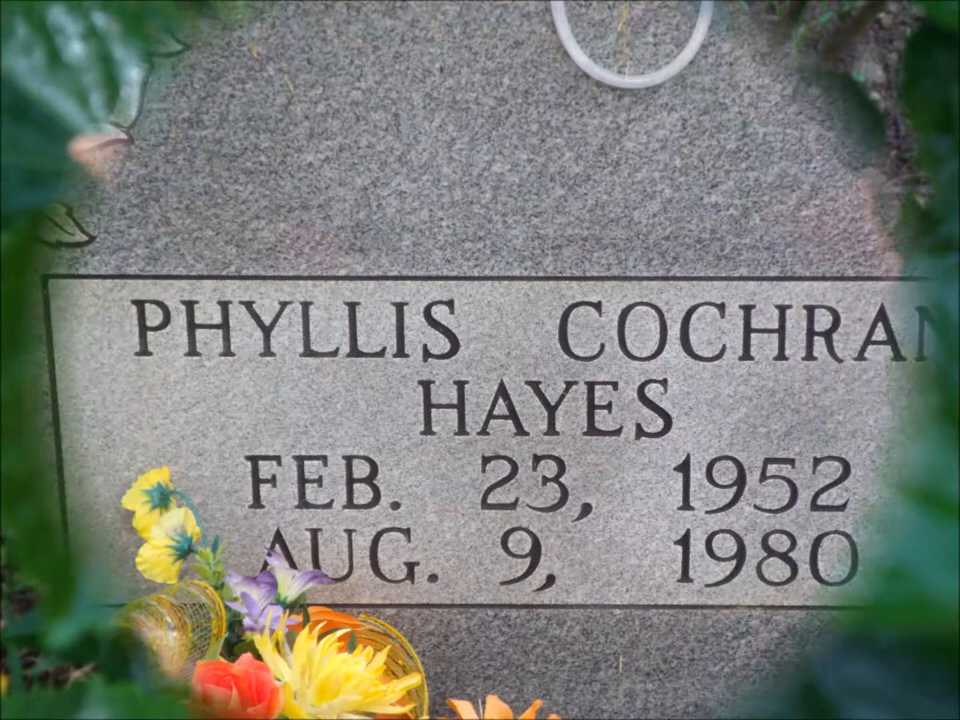 PHYLLIS COCHRAN
HAYES
FEB. 23, 1952
AUG. 9, 1980